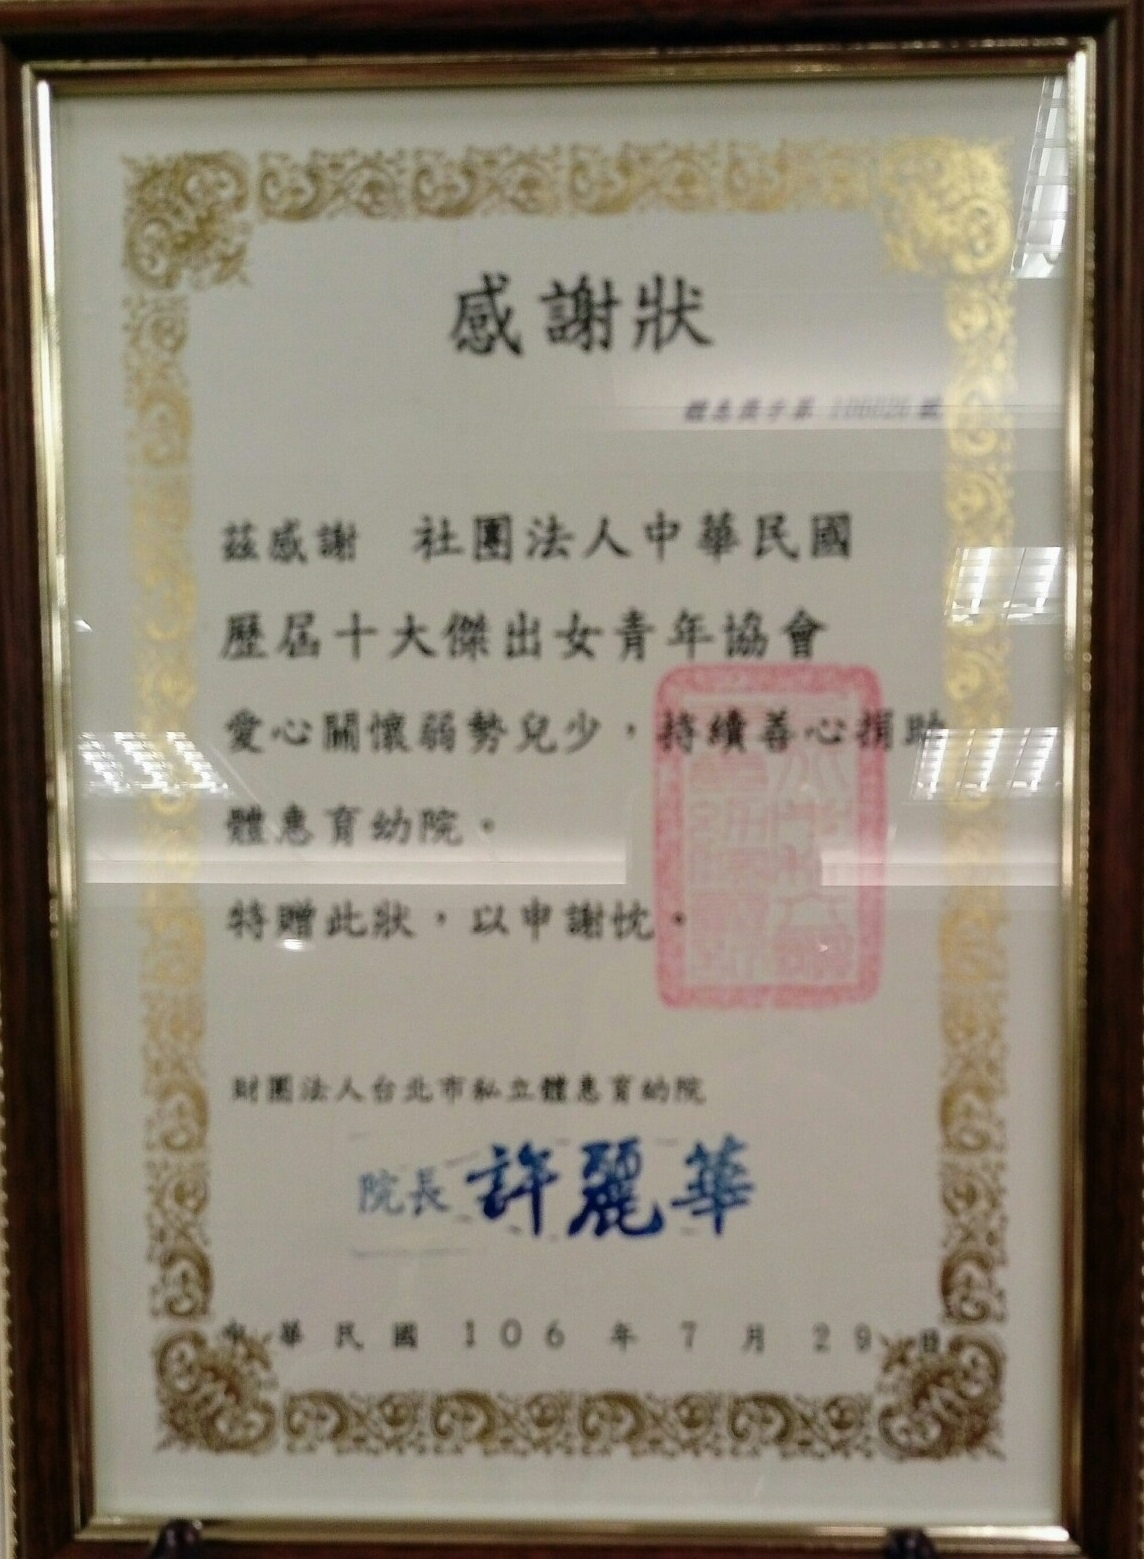 感謝狀
茲感謝 社團法人中華民國
歷屆十大傑出女青年協會
愛心關懷弱勢兒少，持續善心捐助
體惠育幼院。
特贈此狀，以申謝忱。
財團法人台北市私立體惠育幼院
院長 許麗華
中華民國 106 年 7 月 29 日